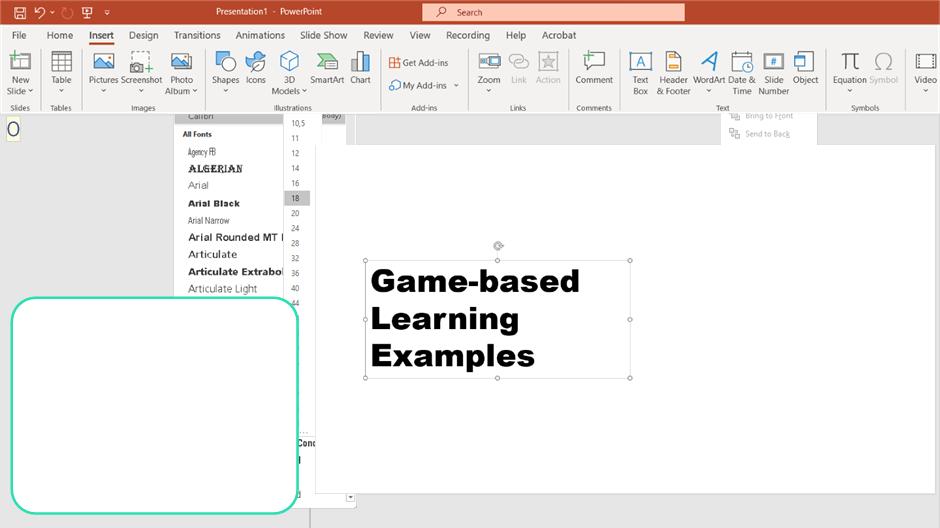 Presentation1 - PowerPoint
Search
File Home Insert Design Transitions Animations Slide Show Review View Recording Help Acrobat
New Slide
Table
Pictures
Screenshot
Photo Album
Shapes
Icons
3D Models
SmartArt
Chart
Get Add-ins
My Add-ins
Zoom
Link
Action
Comment
Text Box
Header & Footer
WordArt
Date & Time
Slide Number
Object
Equation
Symbol
Video
Slides Tables Images Illustrations Add-ins Links Comments Text Symbols
Calibri
Body)
All Fonts
Agency FB
ALGERIAN
Arial
Arial Black
Arial Narrow
Arial Rounded MT
Articulate
Articulate Extrabol
Articulate Light
10,5
11
12
14
16
18
20
24
28
32
36
40
44
Cond
Bring to Front
Send to Back
Game-based
Learning
Examples